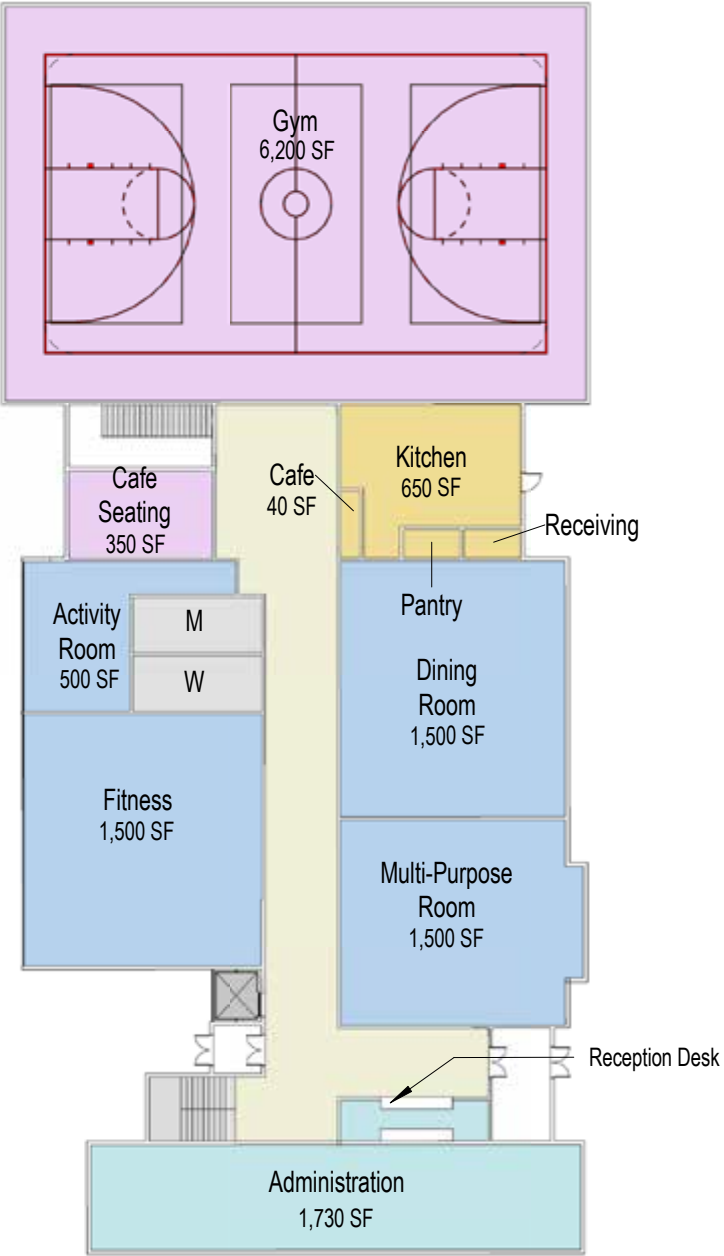 Gym
6,200 SF
Cafe
Seating
350 SF
Cafe
40 SF
Kitchen
650 SF
Receiving
Pantry
Activity
Room
500 SF
M
W
Dining
Room
1,500 SF
Fitness
1,500 SF
Multi-Purpose
Room
1,500 SF
Reception Desk
Administration
1,730 SF